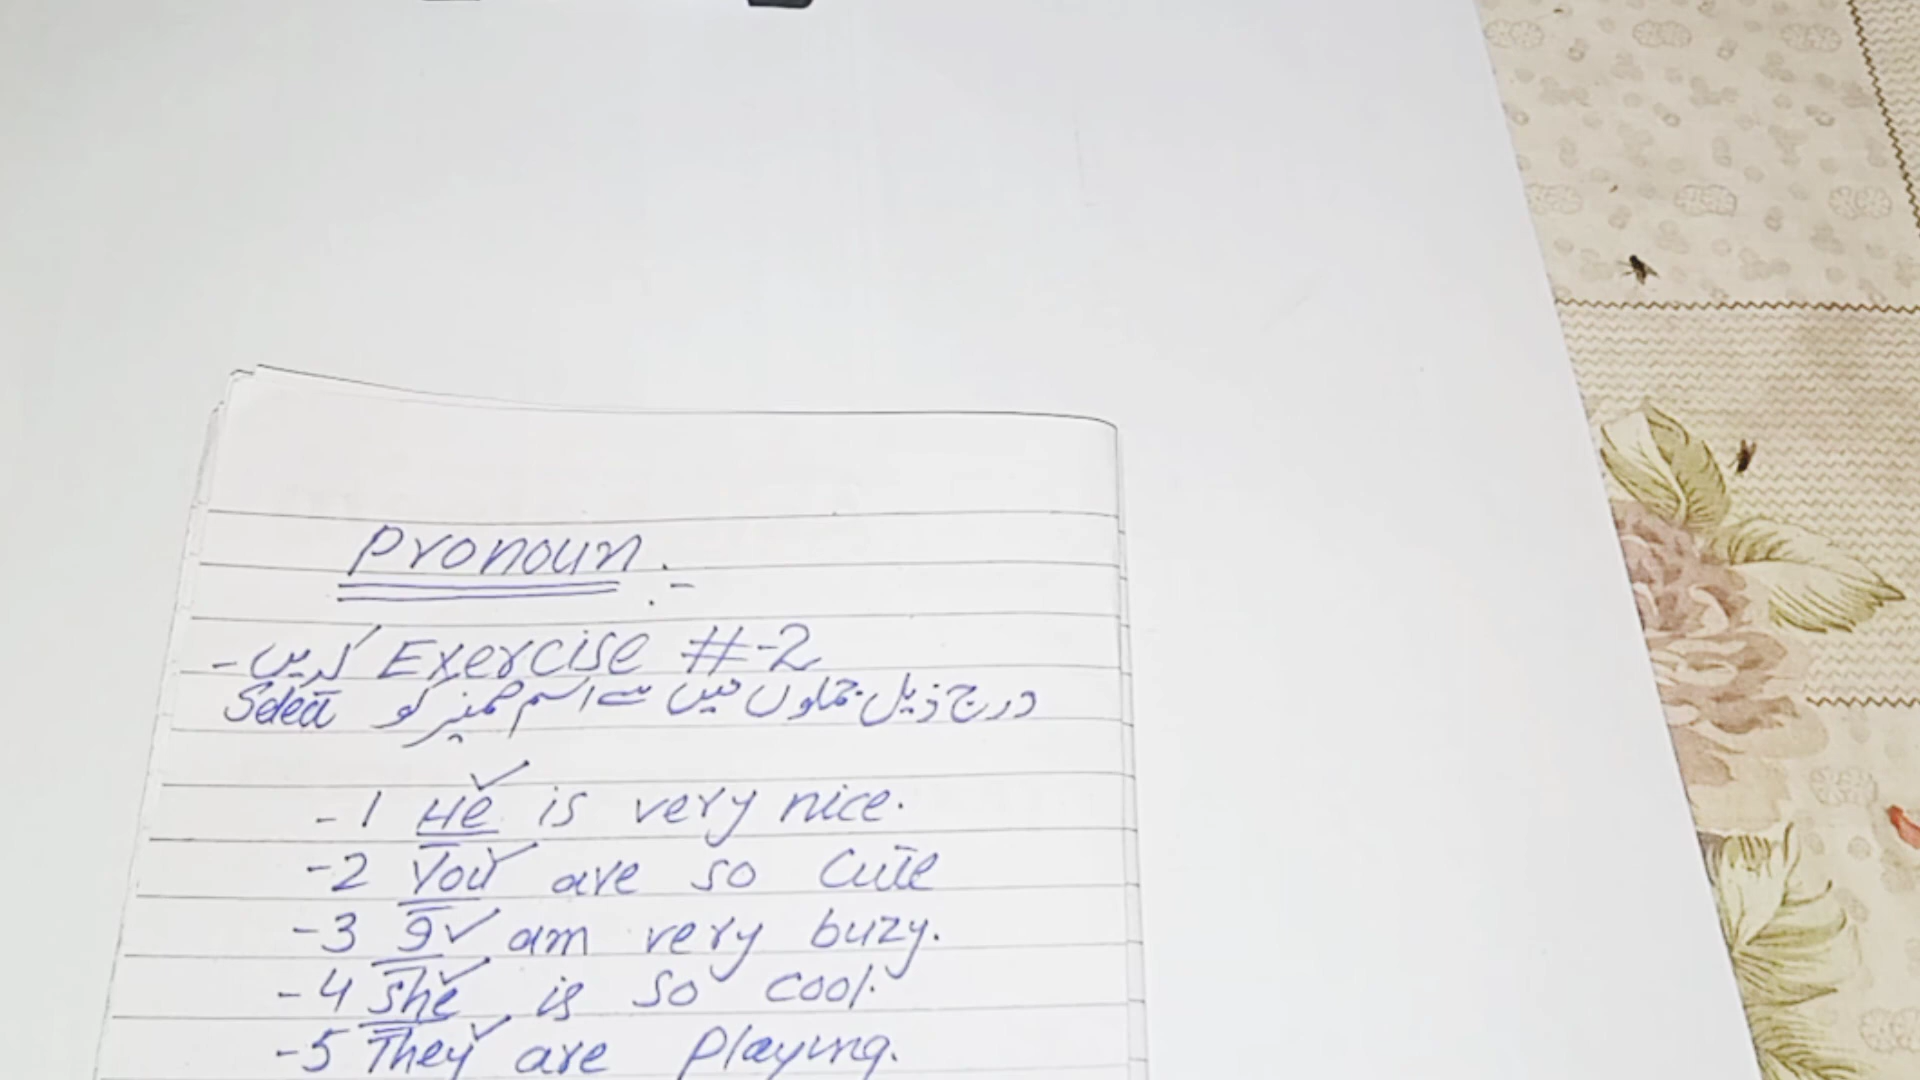 Pronoun :-
Exercise #-2 کریں -
درج ذیل جملوں میں سے اسم ضمیر کو Select
-1 He is very nice.
-2 You are so Cute
-3 I am very buzy.
-4 She is so cool.
-5 They are Playing.